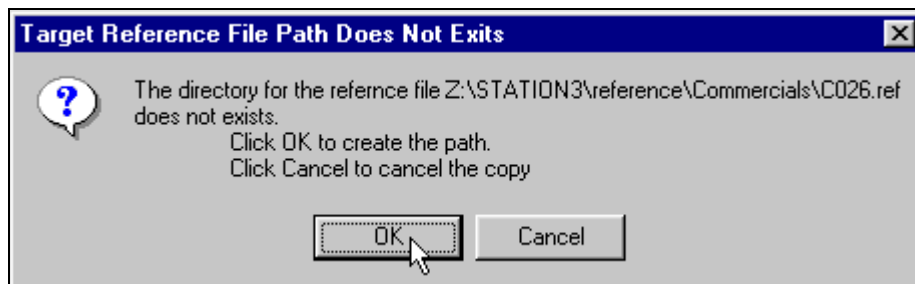 Target Reference File Path Does Not Exits
The directory for the refernce file Z:\STATION3\reference\Commercials\C026.ref
does not exists.
Click OK to create the path.
Click Cancel to cancel the copy
OK
Cancel